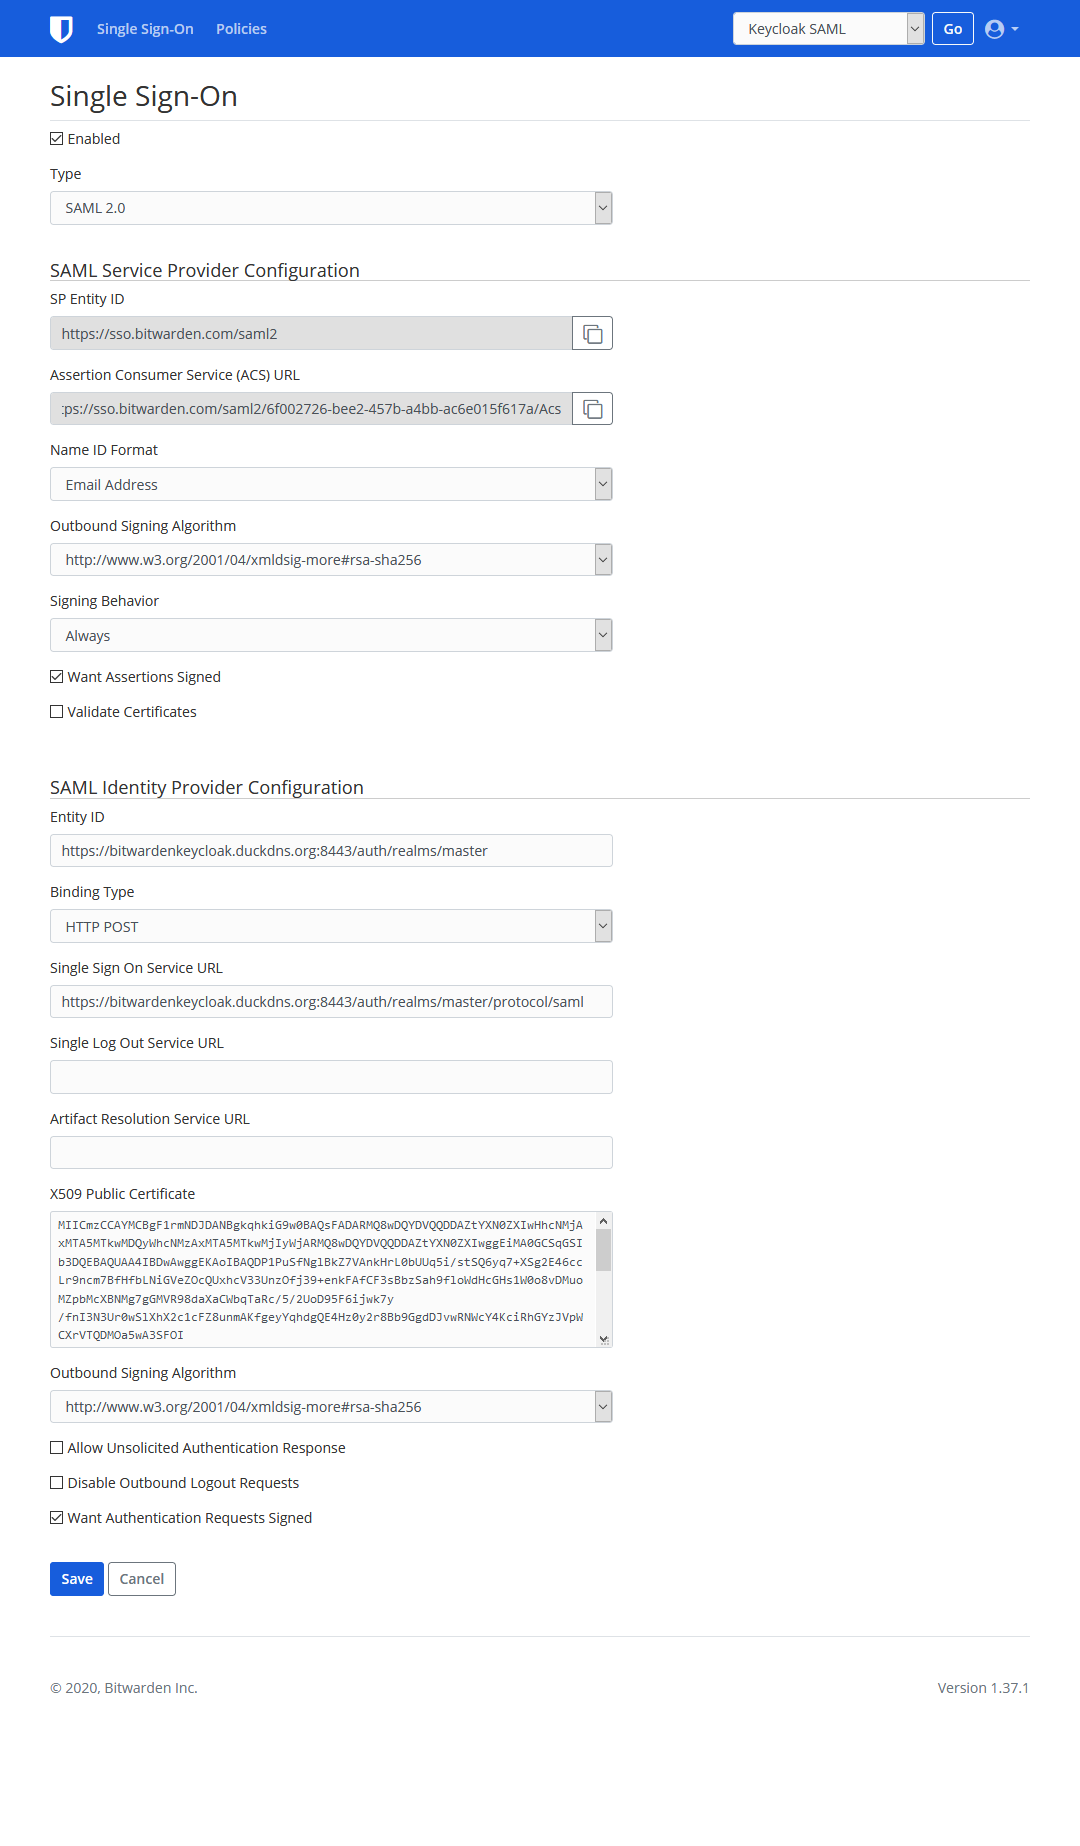 Single Sign-On Policies Keycloak SAML Go
Single Sign-On
Enabled
Type
SAML 2.0
SAML Service Provider Configuration
SP Entity ID
https://sso.bitwarden.com/saml2
Assertion Consumer Service (ACS) URL
:ps://sso.bitwarden.com/saml2/6f002726-bee2-457b-a4bb-ac6e015f617a/Acs
Name ID Format
Email Address
Outbound Signing Algorithm
http://www.w3.org/2001/04/xmldsig-more#rsa-sha256
Signing Behavior
Always
Want Assertions Signed
Validate Certificates
SAML Identity Provider Configuration
Entity ID
https://bitwardenkeycloak.duckdns.org:8443/auth/realms/master
Binding Type
HTTP POST
Single Sign On Service URL
https://bitwardenkeycloak.duckdns.org:8443/auth/realms/master/protocol/saml
Single Log Out Service URL
Artifact Resolution Service URL
X509 Public Certificate
MIICmzCCAYMCBgF1rmNDJDANBgkqhkiG9w0BAQsFADARMQ8wDQYDVQQDDAZtYXN0ZXIwHhcNMjA
xMTA5MTkwMDQyWhcNMzAxMTA5MTkwMjIyWjARMQ8wDQYDVQQDDAZtYXN0ZXIwggEiMA0GCSqGSI
b3DQEBAQUAA4IBDwAwggEKAoIBAQDP1PuSfNglBkZ7VAnkHrL0bUUq5i/stSQ6yq7+XSg2E46cc
Lr9ncm7BfHfbLNiGVeZOcQUxhcV33UnzOfj39+enkFAfCF3sBbzSah9floWdHcGHs1W0o8vDMuo
MZpbMcXBNMg7gGMVR98daXaCWbqTaRc/5/2UoD95F6ijwk7y
/fnI3N3Ur0wSlXhX2c1cFZ8unmAKfgeyYqhdgQE4Hz0y2r8Bb9GgdDJvwRNWcY4KciRhGYzJVpW
CXrVTQDMOa5wA3SFOI
Outbound Signing Algorithm
http://www.w3.org/2001/04/xmldsig-more#rsa-sha256
Allow Unsolicited Authentication Response
Disable Outbound Logout Requests
Want Authentication Requests Signed
Save Cancel
© 2020, Bitwarden Inc. Version 1.37.1